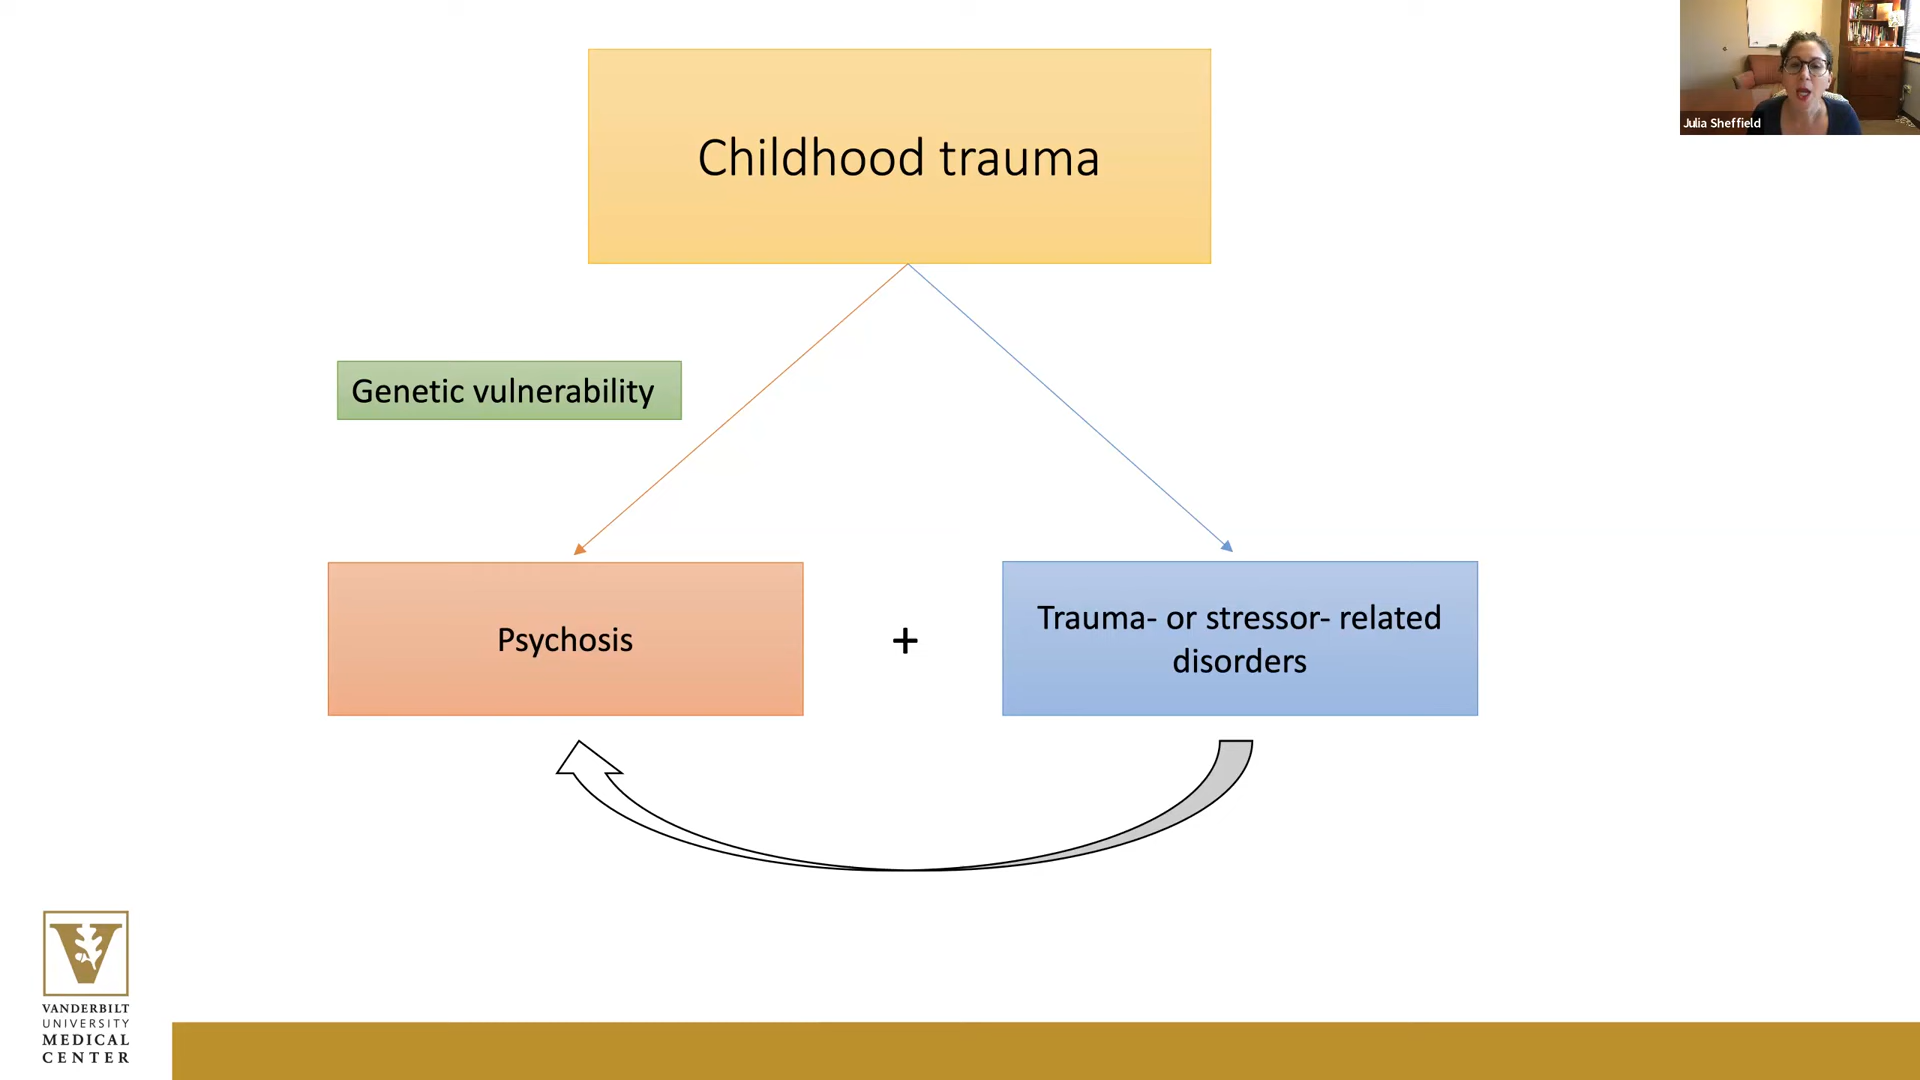 Childhood trauma
Julia Sheffield
Genetic vulnerability
Psychosis
+
Trauma- or stressor- related
disorders
VANDERBILT
UNIVERSITY
MEDICAL
CENTER